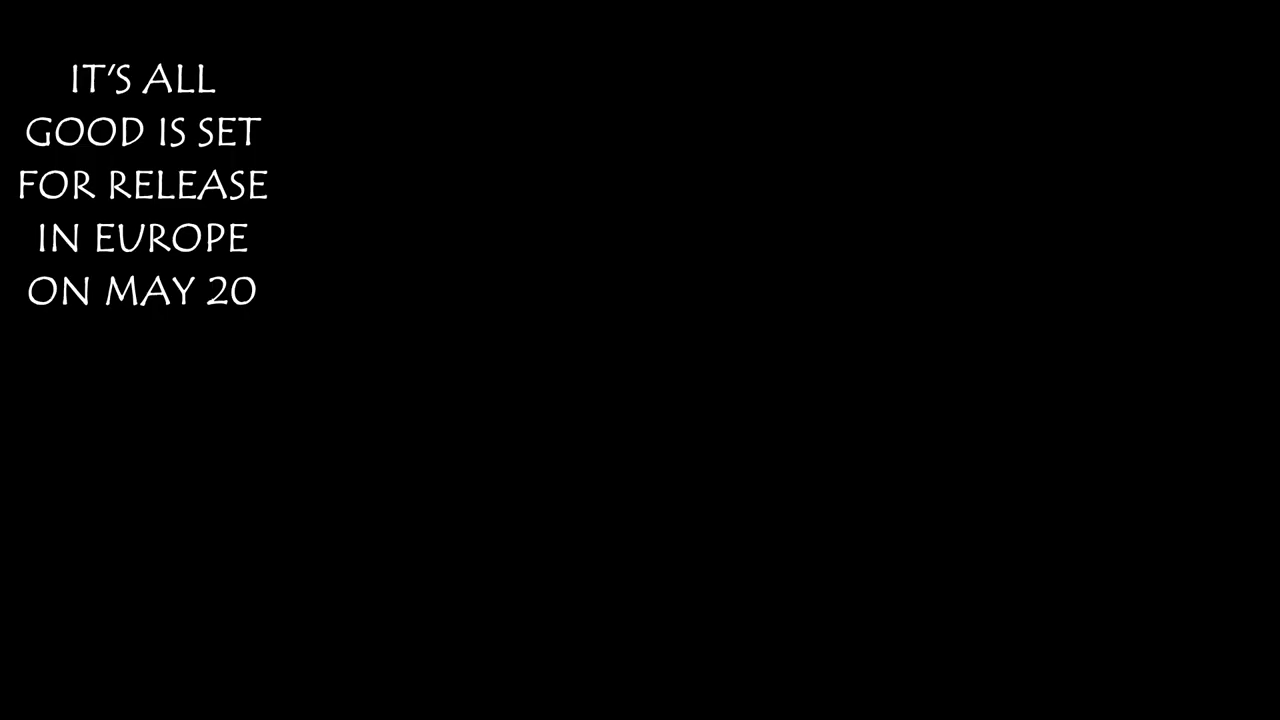 IT’S ALL
GOOD IS SET
FOR RELEASE
IN EUROPE
ON MAY 20